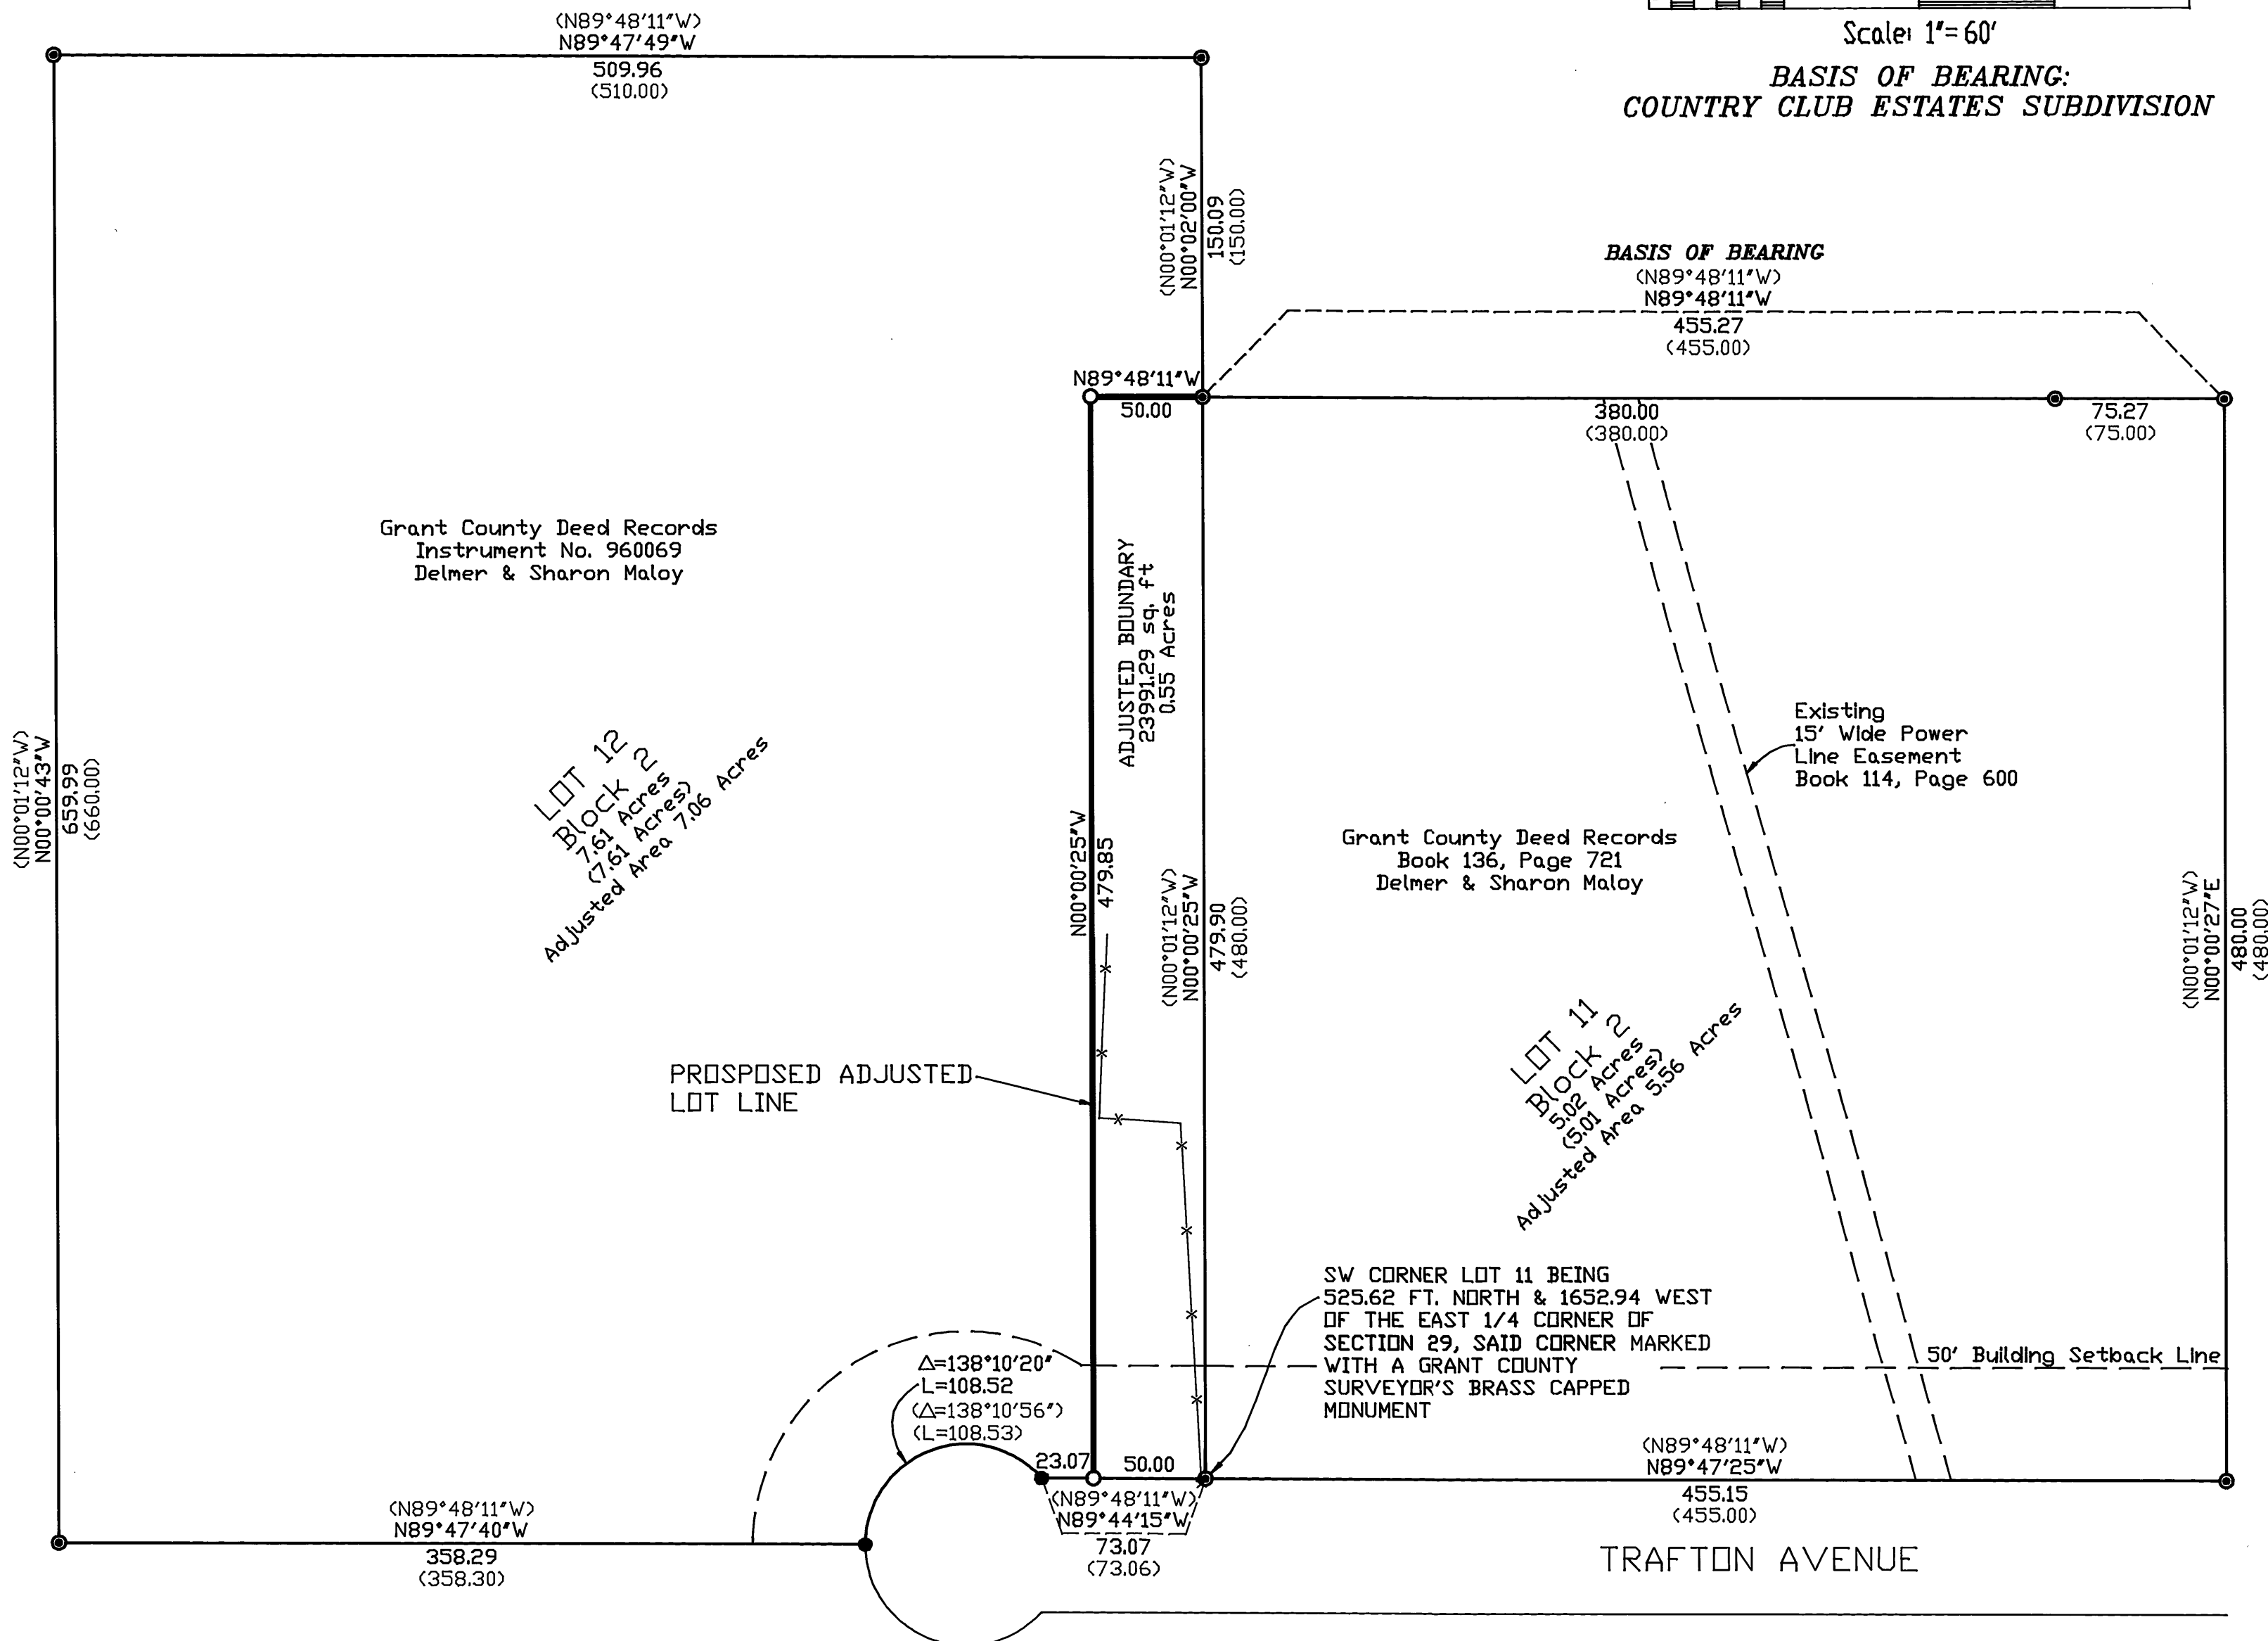 Scale: 1"= 60'
BASIS OF BEARING:
COUNTRY CLUB ESTATES SUBDIVISION
(N89°48'11"W)
N89°47'49"W
509.96
(510.00)
(N00°01'12"W)
N00°02'00"W
150.09
(150.00)
BASIS OF BEARING
(N89°48'11"W)
N89°48'11"W
455.27
(455.00)
N89°48'11"W
50.00
380.00
(380.00)
75.27
(75.00)
Grant County Deed Records
Instrument No. 960069
Delmer & Sharon Maloy
ADJUSTED BOUNDARY
23991.29 sq. ft
0.55 Acres
(N00°01'12"W)
N00°00'43"W
659.99
(660.00)
LOT 12
Block 2
7.61 Acres
(7.61 Acres)
Adjusted Area 7.06 Acres
N00°00'25"W
479.85
(N00°01'12"W)
N00°00'25"W
479.90
(480.00)
Existing
15' Wide Power
Line Easement
Book 114, Page 600
Grant County Deed Records
Book 136, Page 721
Delmer & Sharon Maloy
(N00°01'12"W)
N00°00'27"E
480.00
(480.00)
LOT 11
Block 2
5.02 Acres
(5.01 Acres)
Adjusted Area 5.56 Acres
PROSPOSED ADJUSTED
LOT LINE
SW CORNER LOT 11 BEING
525.62 FT. NORTH & 1652.94 WEST
OF THE EAST 1/4 CORNER OF
SECTION 29, SAID CORNER MARKED
WITH A GRANT COUNTY
SURVEYOR'S BRASS CAPPED
MONUMENT
50' Building Setback Line
Δ=138°10'20"
L=108.52
(Δ=138°10'56")
(L=108.53)
23.07
50.00
(N89°48'11"W)
N89°44'15"W
73.07
(73.06)
(N89°48'11"W)
N89°47'25"W
455.15
(455.00)
(N89°48'11"W)
N89°47'40"W
358.29
(358.30)
TRAFTON AVENUE